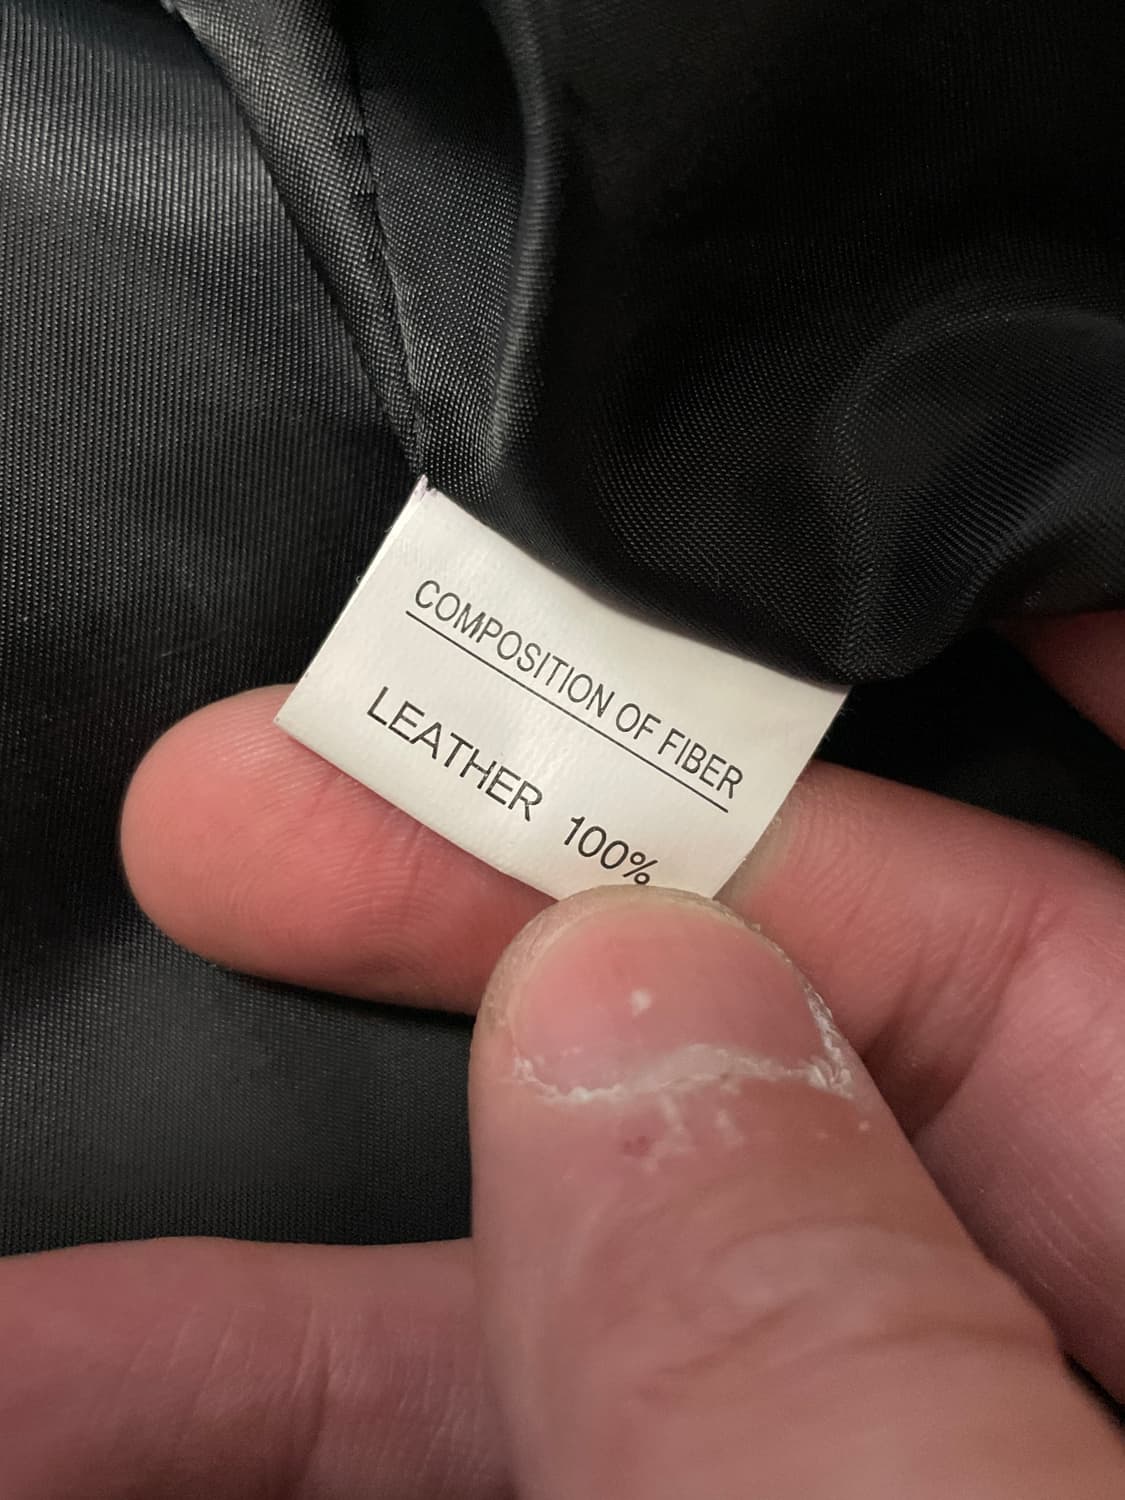 COMPOSITION OF FIBER
LEATHER 100%